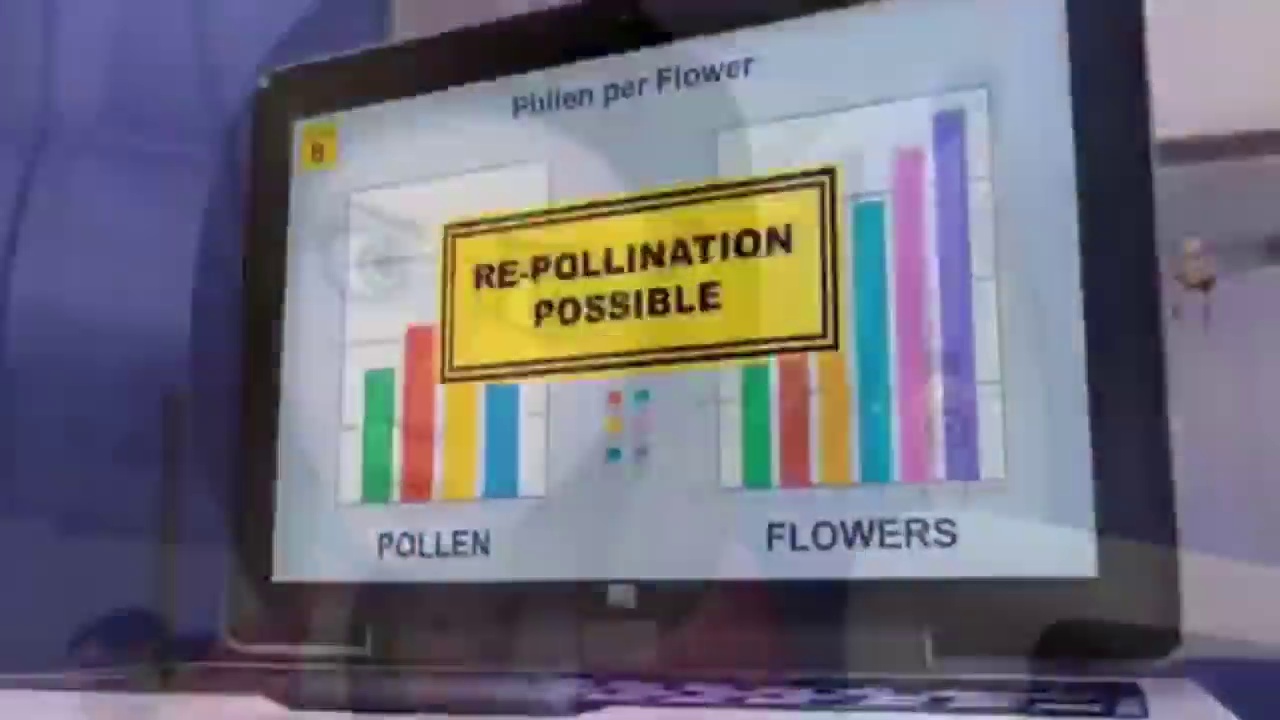 Pollen per Flower
B
RE-POLLINATION
POSSIBLE
POLLEN
FLOWERS